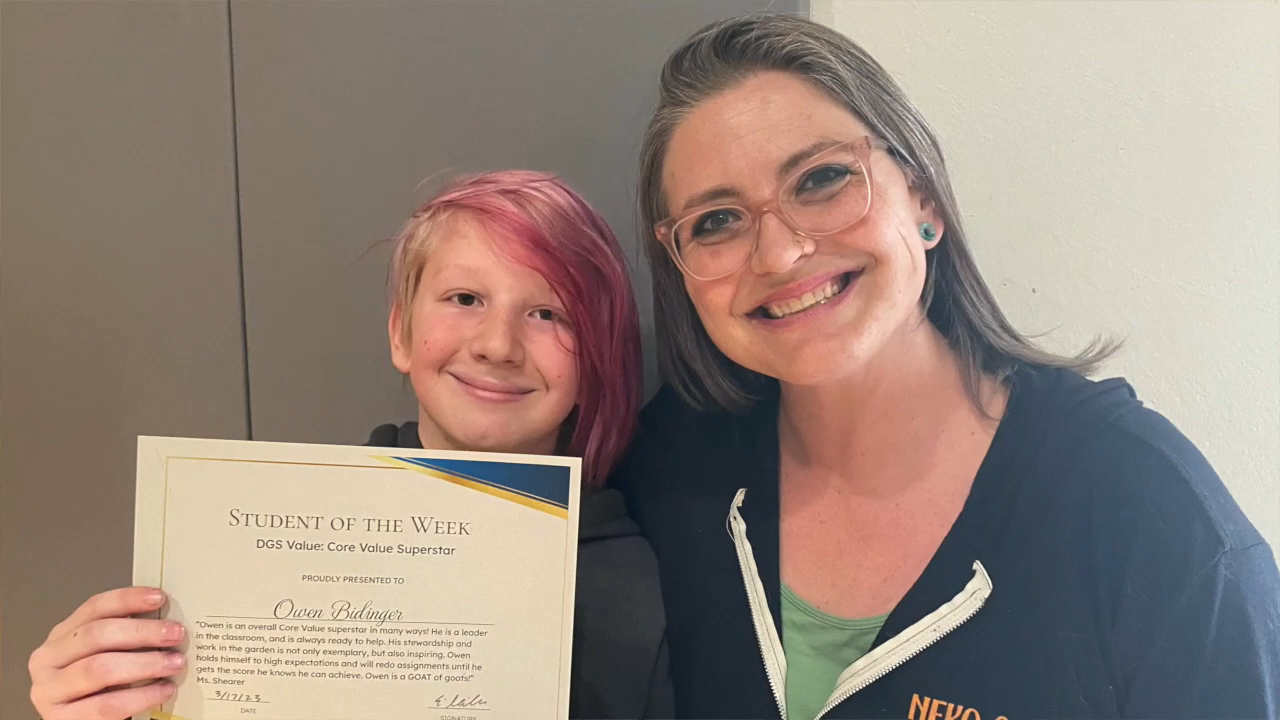 STUDENT OF THE WEEK
DGS Value: Core Value Superstar
PROUDLY PRESENTED TO
Owen Bidinger
"Owen is an overall Core Value superstar in many ways! He is a leader
in the classroom, and is always ready to help. His stewardship and
work in the garden is not only exemplary, but also inspiring. Owen
holds himself to high expectations and will redo assignments until he
gets the score he knows he can achieve. Owen is a GOAT of goats!"
Ms. Shearer
3/17/23
DATE
SIGNATURE
NEKO